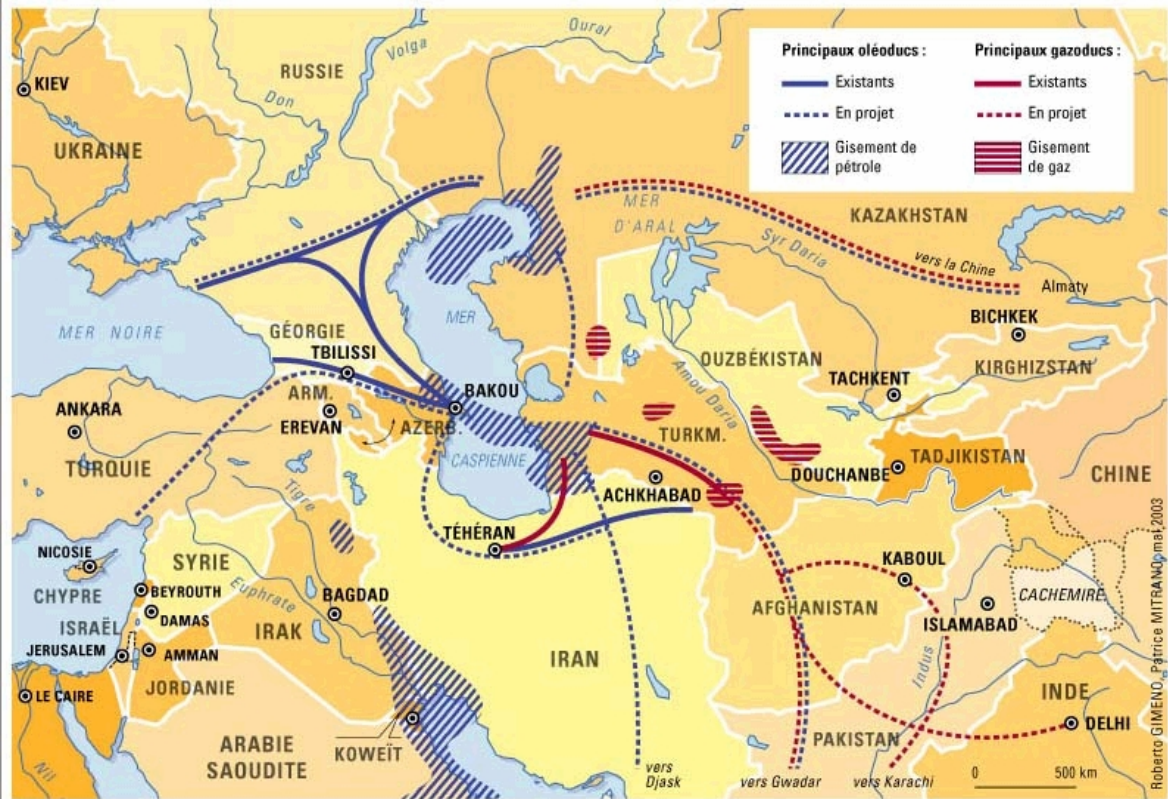 Principaux oléoducs :
Existants
En projet
Gisement de
pétrole
Principaux gazoducs :
Existants
En projet
Gisement
de gaz
Oural
Volga
RUSSIE
KIEV
Don
UKRAINE
MER
D'ARAL
KAZAKHSTAN
Syr Daria
vers la Chine
Almaty
MER NOIRE
MER
BICHKEK
GÉORGIE
TBILISSI
OUZBÉKISTAN
KIRGHIZSTAN
TACHKENT
ANKARA
ARM.
BAKOU
Amou Daria
EREVAN
AZERB.
TURKM.
TURQUIE
CASPIENNE
DOUCHANBE
TADJIKISTAN
CHINE
ACHKHABAD
Tigre
TÉHÉRAN
NICOSIE
SYRIE
KABOUL
CHYPRE
BEYROUTH
Euphrate
BAGDAD
CACHEMIRE
DAMAS
AFGHANISTAN
ISRAËL
IRAK
ISLAMABAD
JERUSALEM
AMMAN
IRAN
Indus
JORDANIE
LE CAIRE
INDE
DELHI
PAKISTAN
KOWEÏT
ARABIE
SAOUDITE
Nil
vers
Djask
vers Gwadar
vers Karachi
0 500 km
Roberto GIMENO, Patrice MITRANO, mai 2003